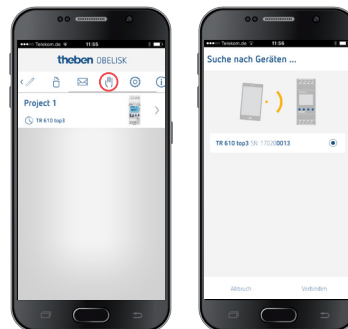 Telekom.de
11:55
theben OBELISK
Project 1
TR 610 top3
Telekom.de
11:56
Suche nach Geräten ...
TR 610 top3 SN: 170200013
Abbruch
Verbinden